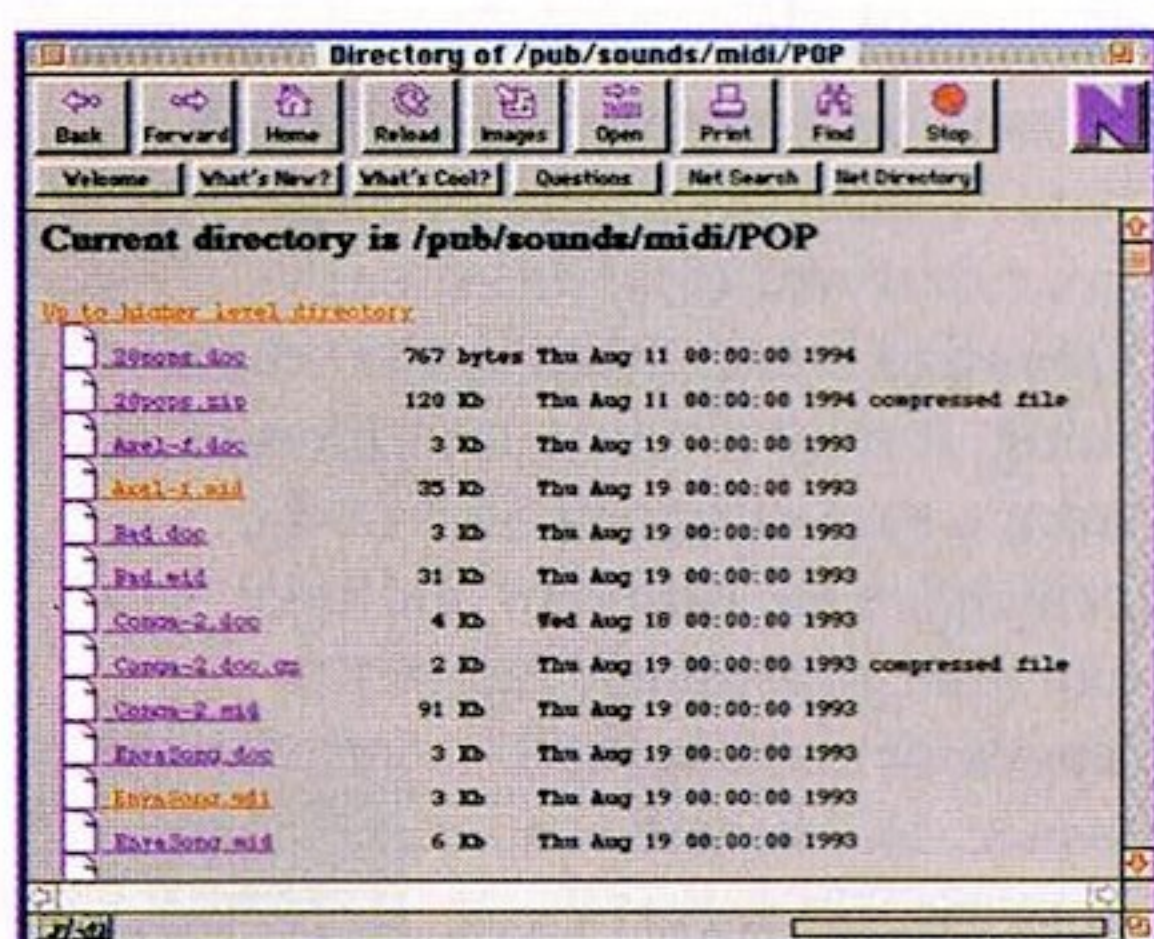 Directory of /pub/sounds/midi/POP
Back Forward Home Reload Images Open Print Find Stop N
Welcome What's New? What's Cool? Questions Net Search Net Directory
Current directory is /pub/sounds/midi/POP
Up to higher level directory
20pops.doc 767 bytes Thu Aug 11 00:00:00 1994
20pops.zip 120 Kb Thu Aug 11 00:00:00 1994 compressed file
Axel-f.doc 3 Kb Thu Aug 19 00:00:00 1993
Axel-f.mid 35 Kb Thu Aug 19 00:00:00 1993
Bad.doc 3 Kb Thu Aug 19 00:00:00 1993
Bad.mid 31 Kb Thu Aug 19 00:00:00 1993
Conga-2.doc 4 Kb Wed Aug 18 00:00:00 1993
Conga-2.doc.gz 2 Kb Thu Aug 19 00:00:00 1993 compressed file
Conga-2.mid 91 Kb Thu Aug 19 00:00:00 1993
EnyaSong.doc 3 Kb Thu Aug 19 00:00:00 1993
EnyaSong.mdi 3 Kb Thu Aug 19 00:00:00 1993
EnyaSong.mid 6 Kb Thu Aug 19 00:00:00 1993